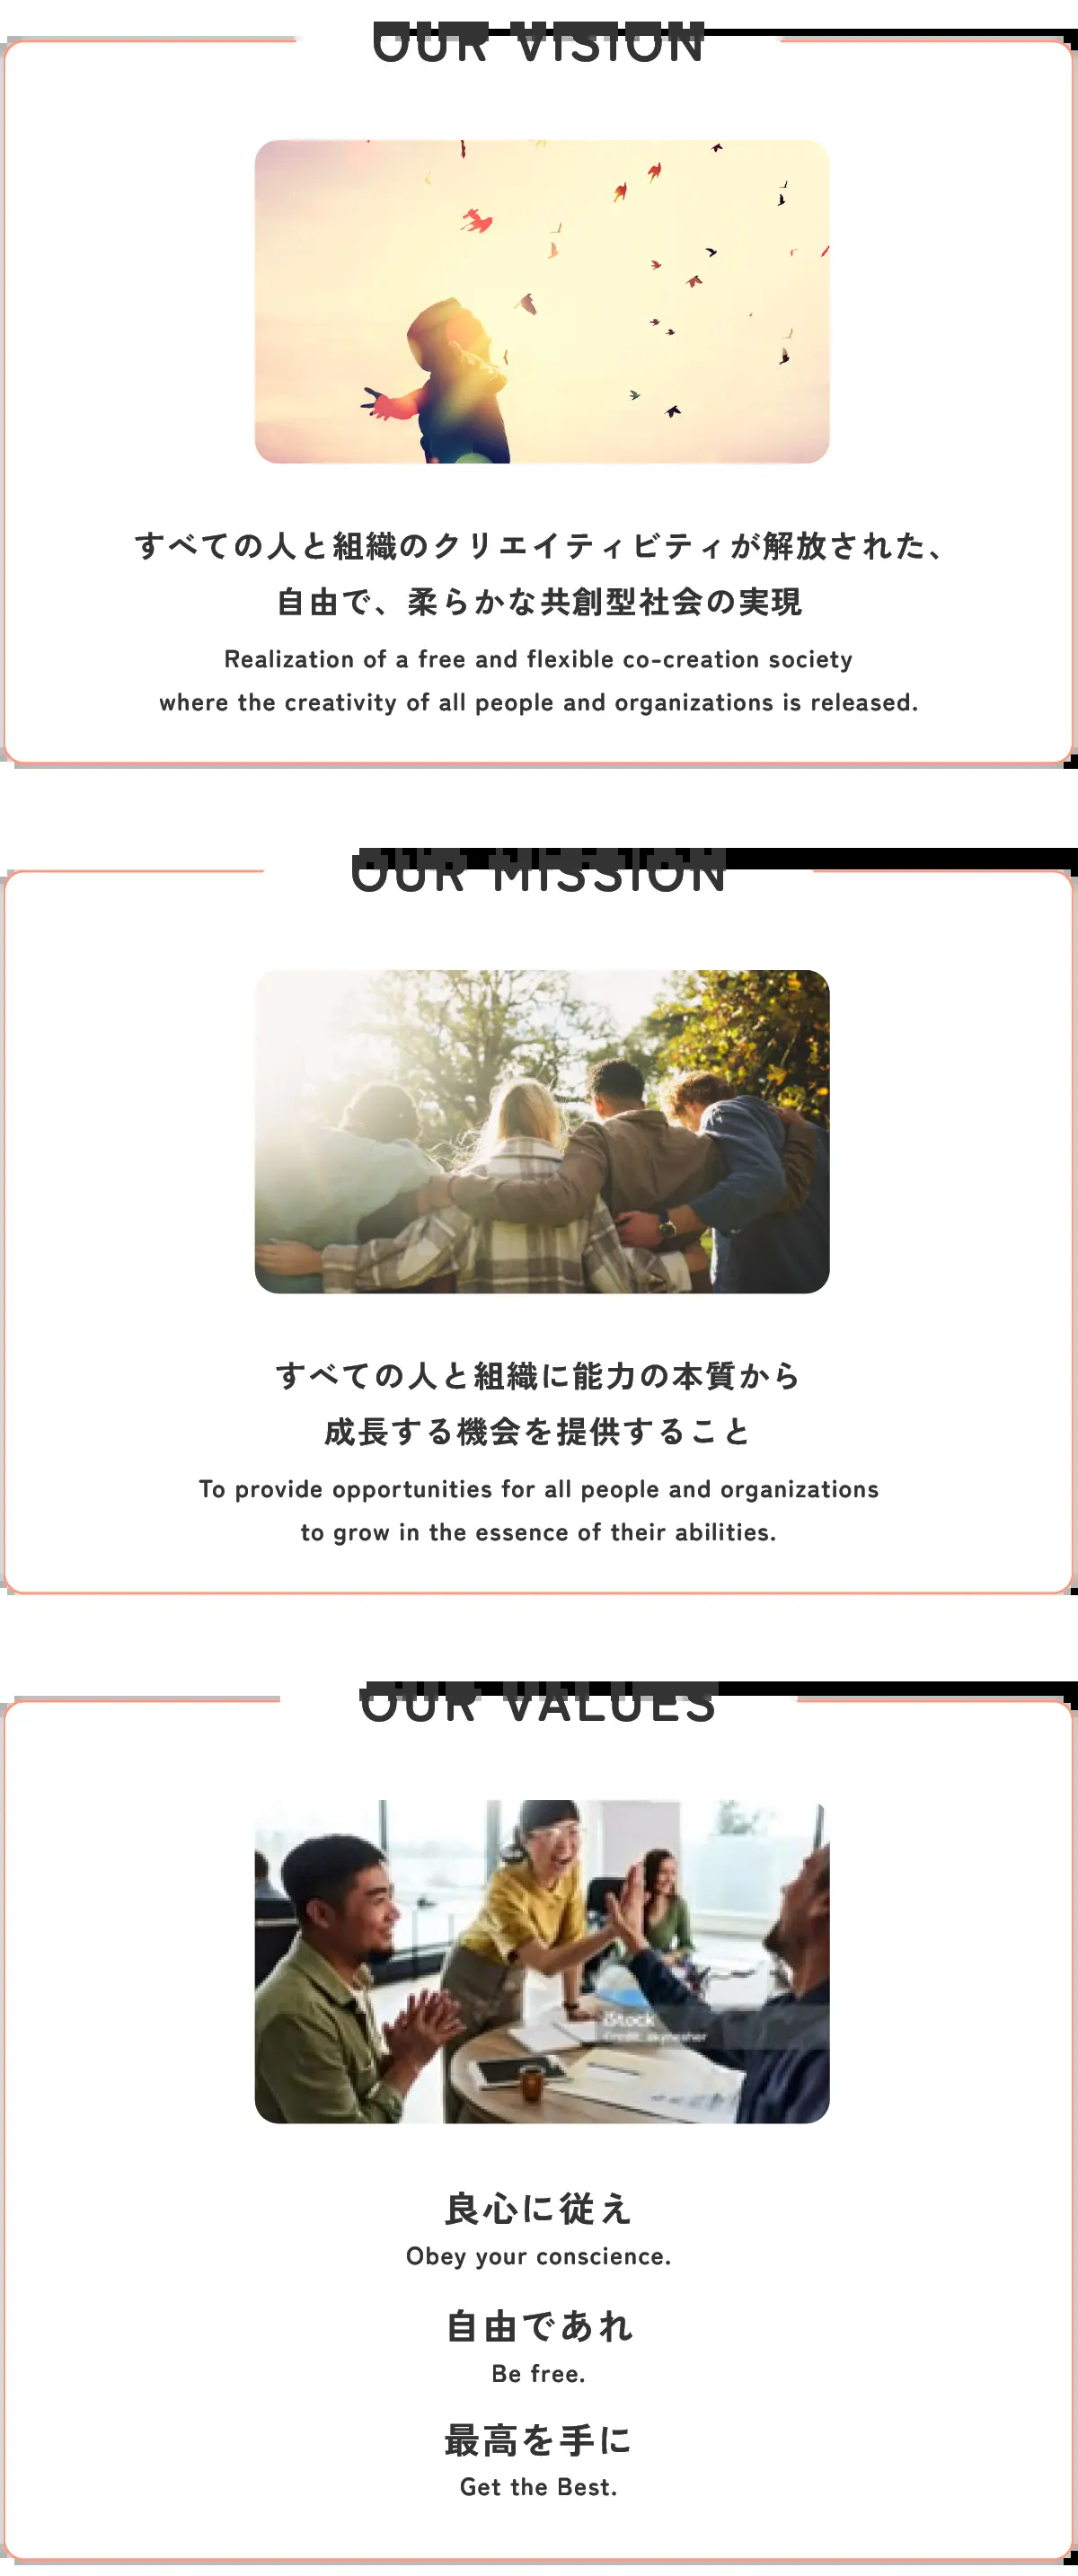 OUR VISION
すべての人と組織のクリエイティビティが解放された、
自由で、柔らかな共創型社会の実現
Realization of a free and flexible co-creation society
where the creativity of all people and organizations is released.
OUR MISSION
すべての人と組織に能力の本質から
成長する機会を提供すること
To provide opportunities for all people and organizations
to grow in the essence of their abilities.
OUR VALUES
iStock
Credit: skynesher
良心に従え
Obey your conscience.
自由であれ
Be free.
最高を手に
Get the Best.